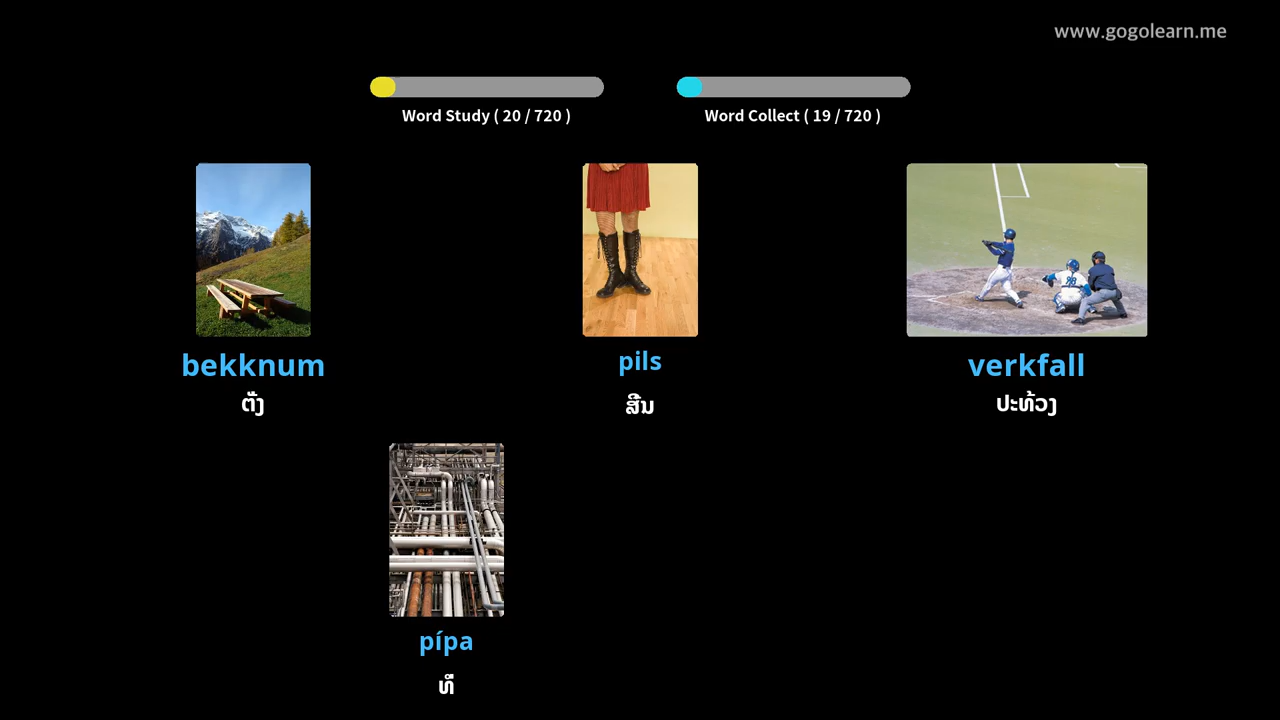 www.gogolearn.me
Word Study ( 20 / 720 )
Word Collect ( 19 / 720 )
bekknum
pils
verkfall
ຕັ່ງ
ສີ້ນ
ປະທ້ວງ
pípa
ທໍ່